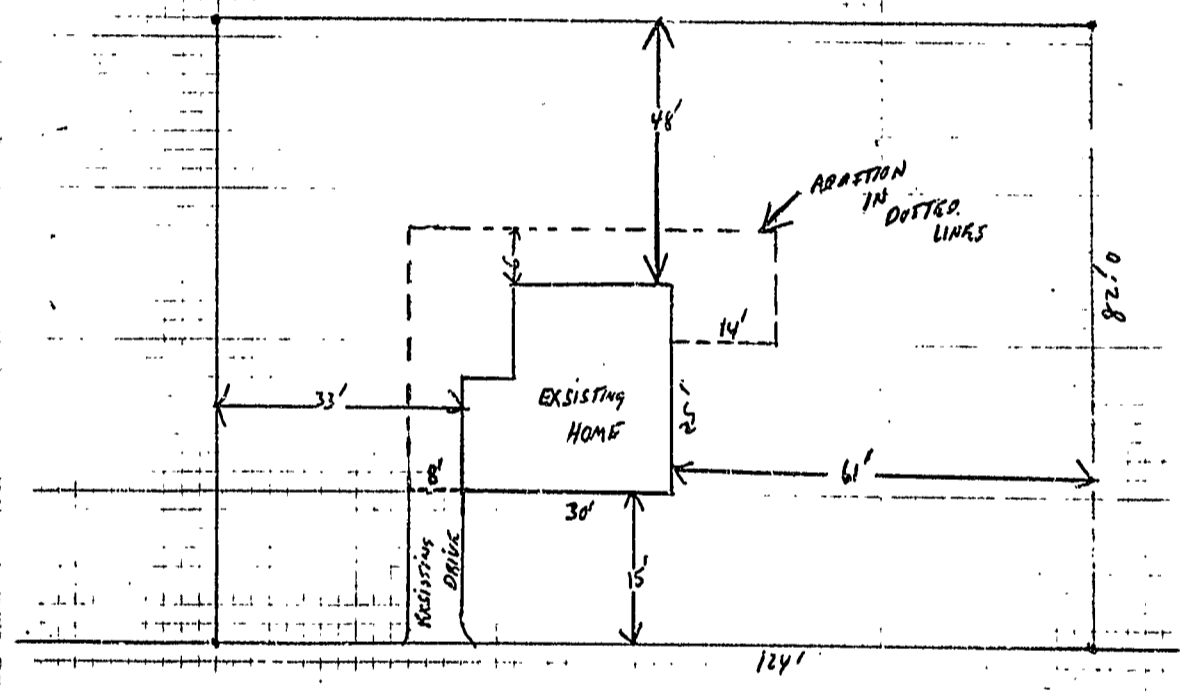 48'
ADDITION
IN
DOTTED
LINES
6'
82'.0
14'
33'
EXSISTING
HOME
25'
61'
8'
30'
EXSISTING
DRIVE
15'
124'